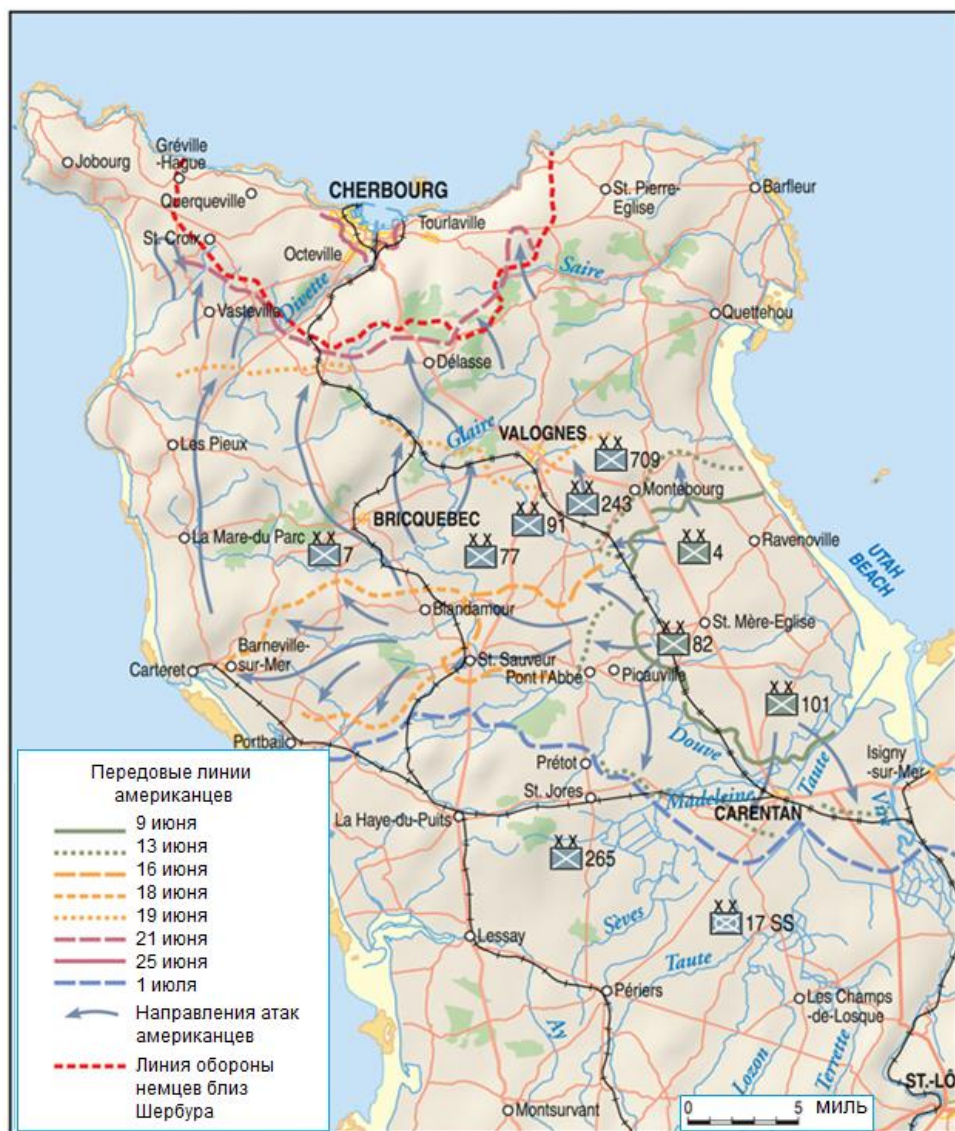 Jobourg
Gréville
-Hague
Querqueville
CHERBOURG
Tourlaville
St. Pierre-
Eglise
Barfleur
St. Croix
Octeville
Saire
Divette
Vasteville
Quettehou
Délasse
Glaire
VALOGNES
Les Pieux
709
Montebourg
243
BRICQUEBEC
91
La Mare-du Parc
7
77
4
Ravenoville
UTAH
BEACH
Blandamour
St. Mère-Eglise
82
Barneville-
sur-Mer
Carteret
St. Sauveur
Pont l'Abbé
Picauville
101
Portbail
Douve
Isigny
-sur-Mer
Prétot
Taute
Vire
St. Jores
Madeleine
La Haye-du-Puits
CARENTAN
265
17 SS
Sèves
Lessay
Taute
Périers
Les Champs
-de-Losque
Ay
Lozon
Terrette
ST.-LÔ
Montsurvant
Передовые линии
американцев
9 июня
13 июня
16 июня
18 июня
19 июня
21 июня
25 июня
1 июля
Направления атак
американцев
Линия обороны
немцев близ
Шербура
0 5 миль